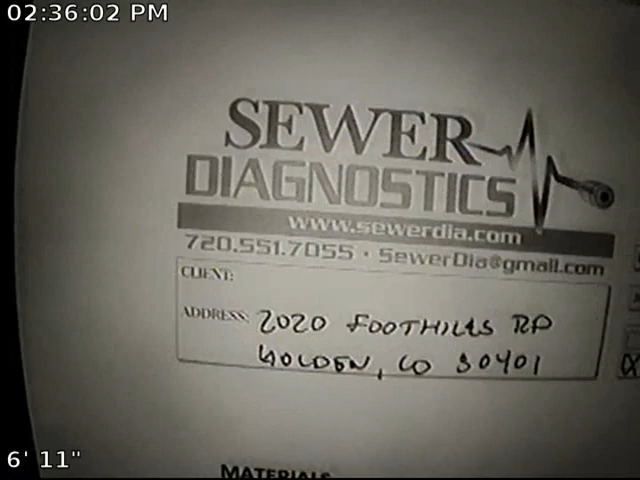 02:36:02 PM
SEWER
DIAGNOSTICS
www.sewerdia.com
720.551.7055 · SewerDia@gmail.com
CLIENT:
ADDRESS: 2020 FOOTHILLS RD
GOLDEN, CO 80401
MATERIALS
6' 11"